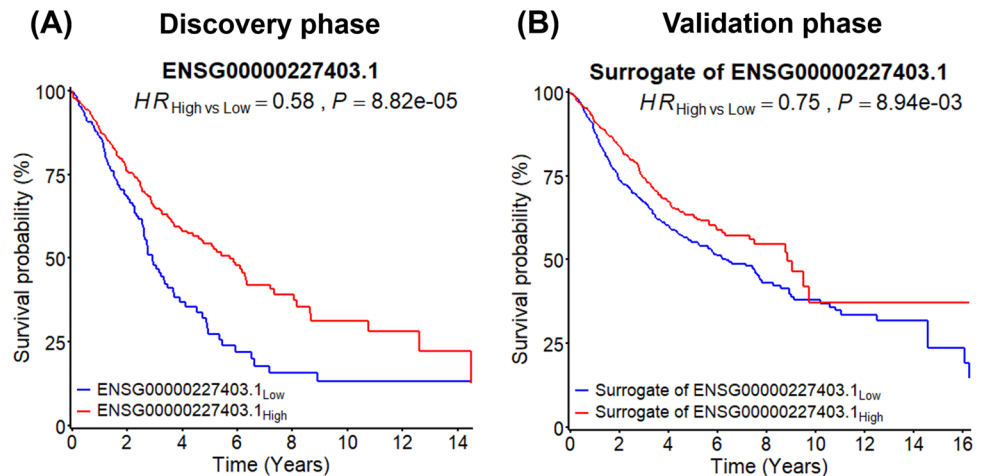 (A) Discovery phase
ENSG00000227403.1
HR High vs Low = 0.58 , P = 8.82e-05
Survival probability (%)
100
75
50
25
0
ENSG00000227403.1Low
ENSG00000227403.1High
0 2 4 6 8 10 12 14
Time (Years)
(B) Validation phase
Surrogate of ENSG00000227403.1
HR High vs Low = 0.75 , P = 8.94e-03
Survival probability (%)
100
75
50
25
0
Surrogate of ENSG00000227403.1Low
Surrogate of ENSG00000227403.1High
0 2 4 6 8 10 12 14 16
Time (Years)